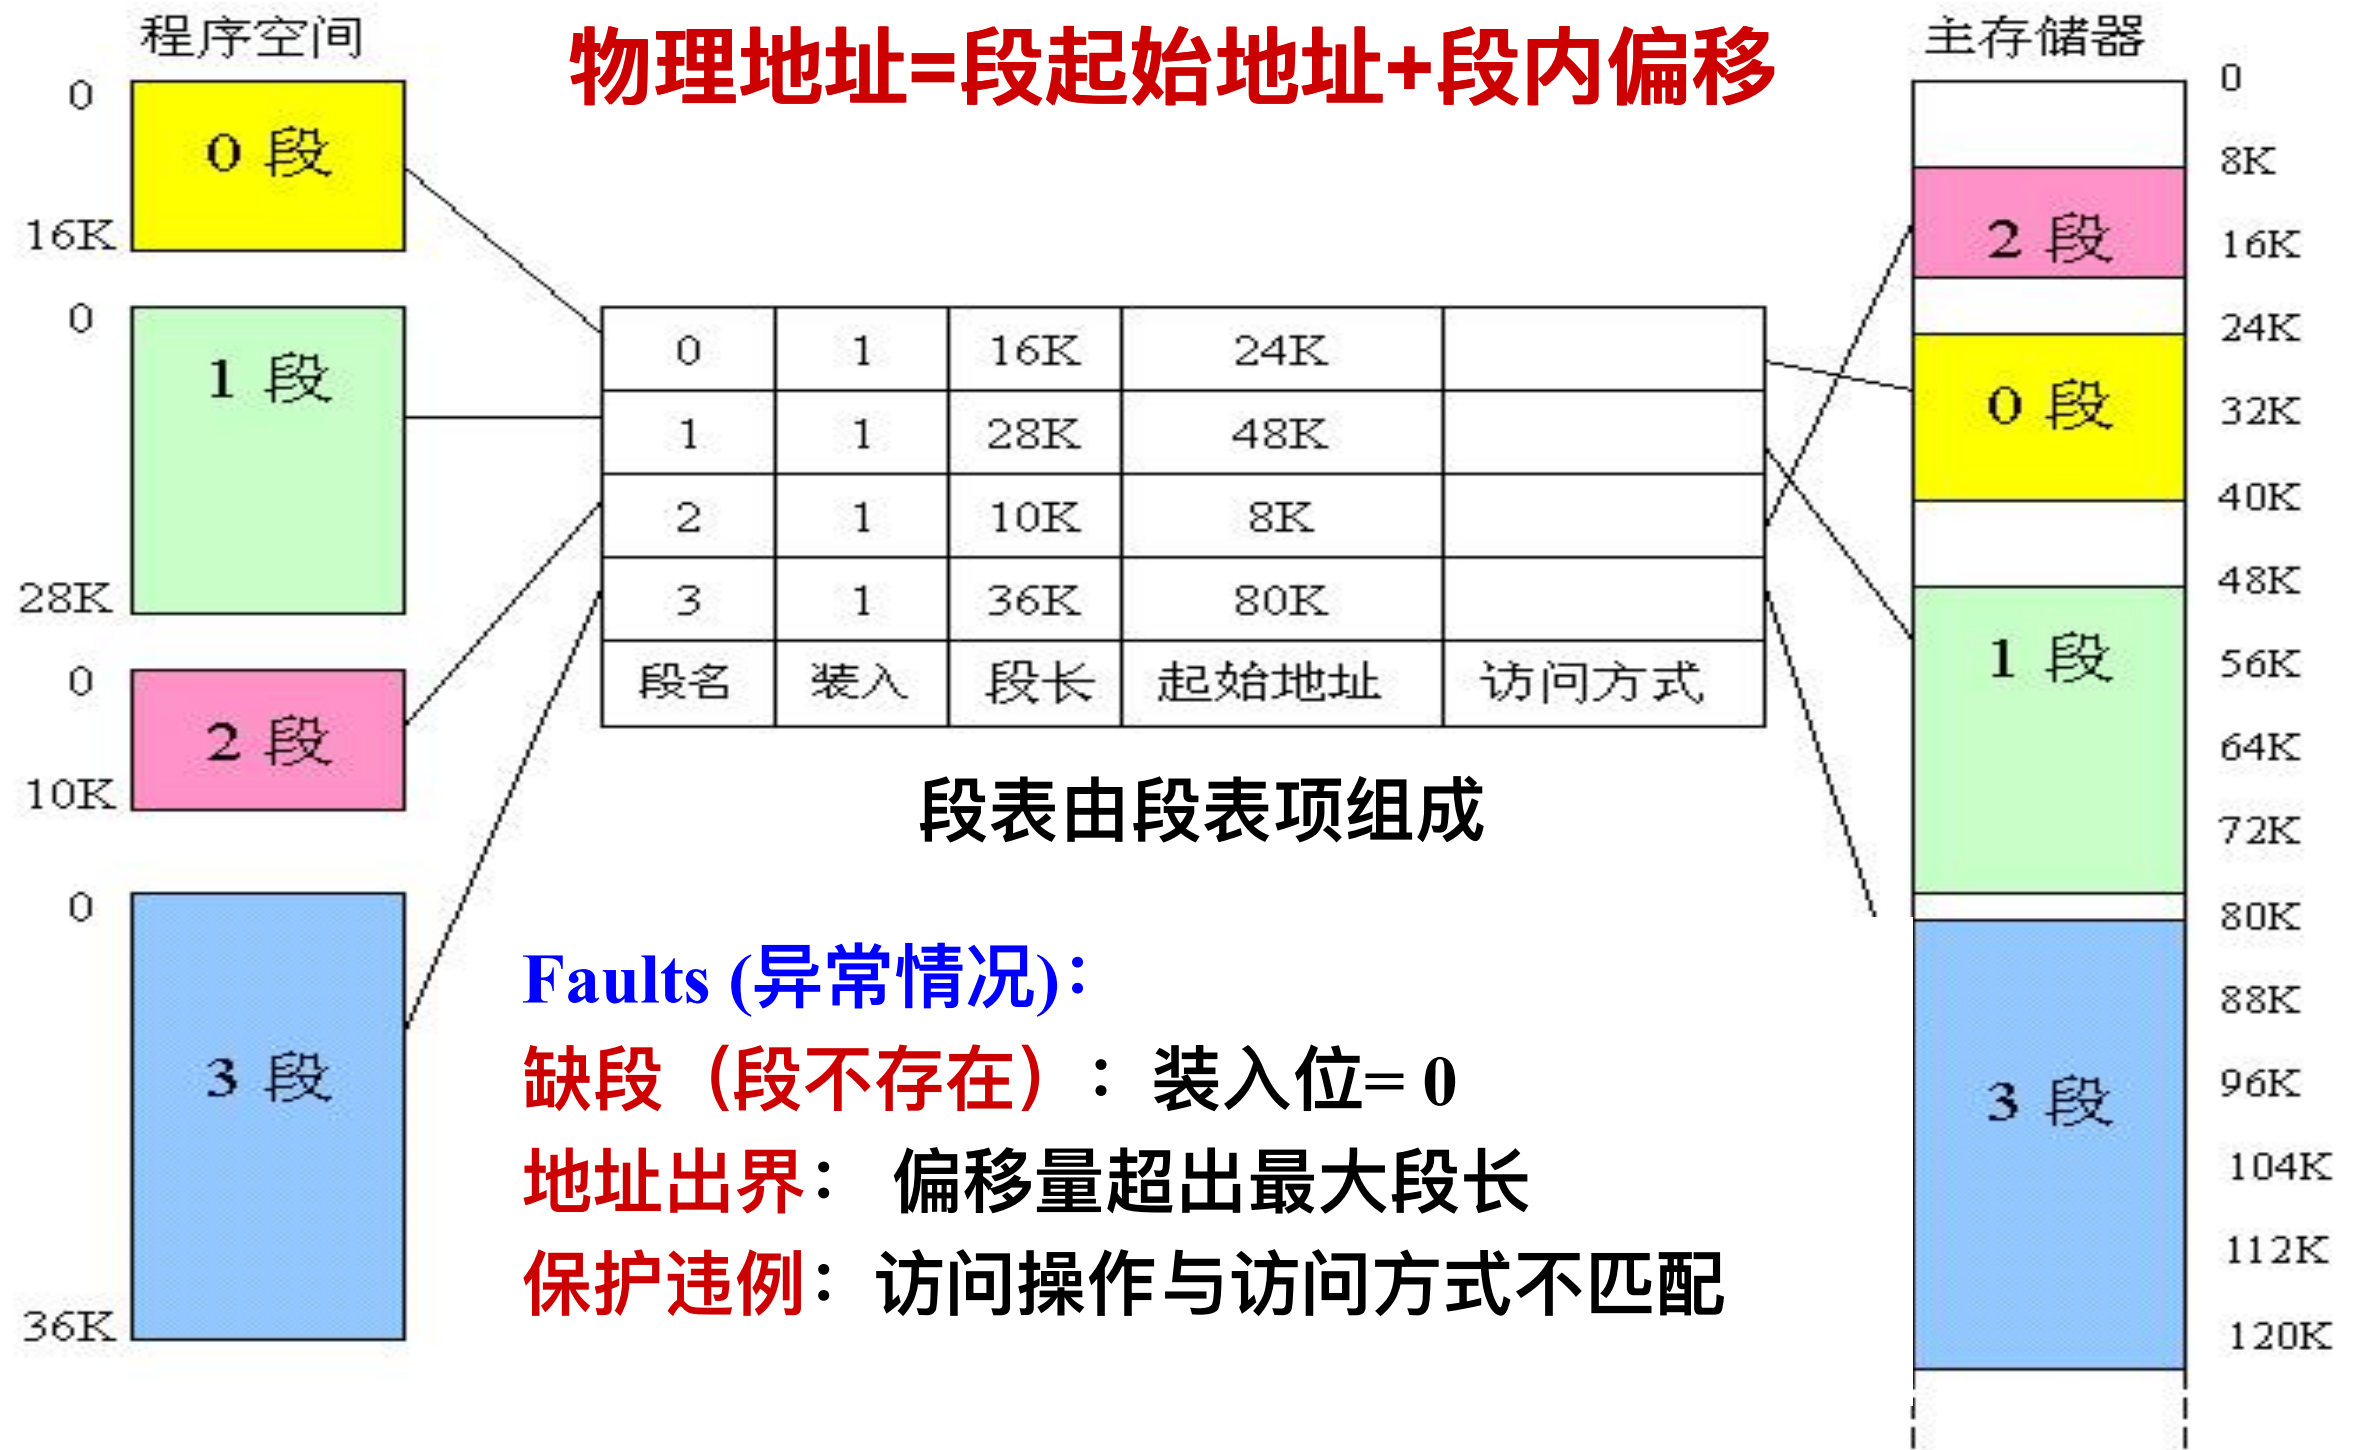 程序空间
物理地址=段起始地址+段内偏移
主存储器
0
0 段
16K
0
1 段
28K
0
2 段
10K
0
3 段
36K
0 1 16K 24K
1 1 28K 48K
2 1 10K 8K
3 1 36K 80K
段名 装入 段长 起始地址 访问方式
段表由段表项组成
Faults (异常情况)：
缺段（段不存在）：装入位= 0
地址出界： 偏移量超出最大段长
保护违例：访问操作与访问方式不匹配
0
8K
2 段
16K
24K
0 段
32K
40K
48K
1 段
56K
64K
72K
80K
88K
96K
3 段
104K
112K
120K